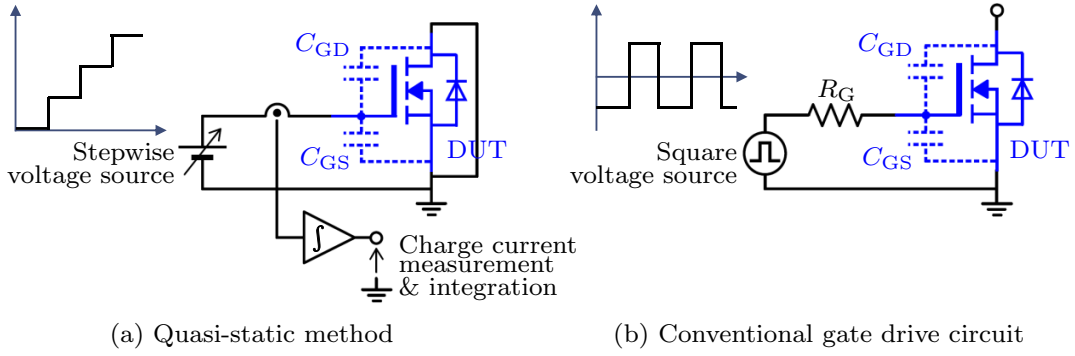 C_GD
C_GS
DUT
Stepwise
voltage source
∫
Charge current
measurement
& integration
(a) Quasi-static method
C_GD
R_G
C_GS
DUT
Square
voltage source
(b) Conventional gate drive circuit